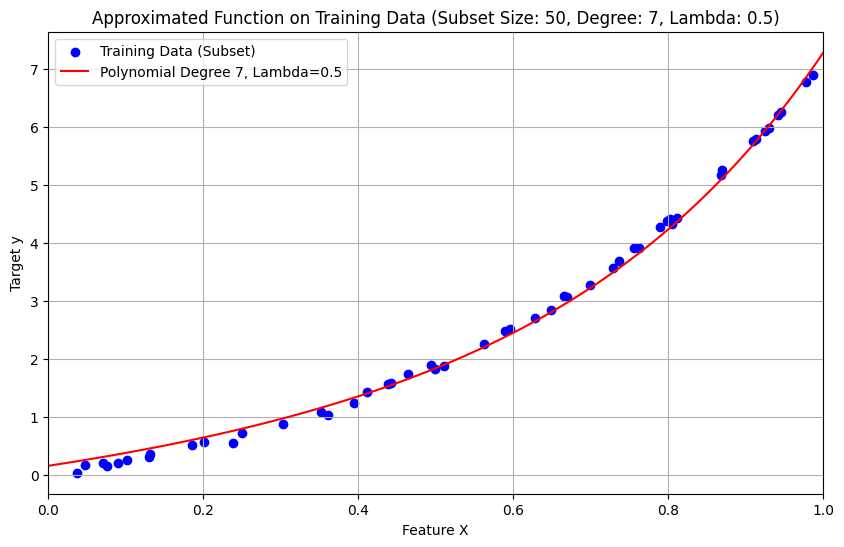 Approximated Function on Training Data (Subset Size: 50, Degree: 7, Lambda: 0.5)
Training Data (Subset)
Polynomial Degree 7, Lambda=0.5
Target y
7
6
5
4
3
2
1
0
0.0 0.2 0.4 0.6 0.8 1.0
Feature X